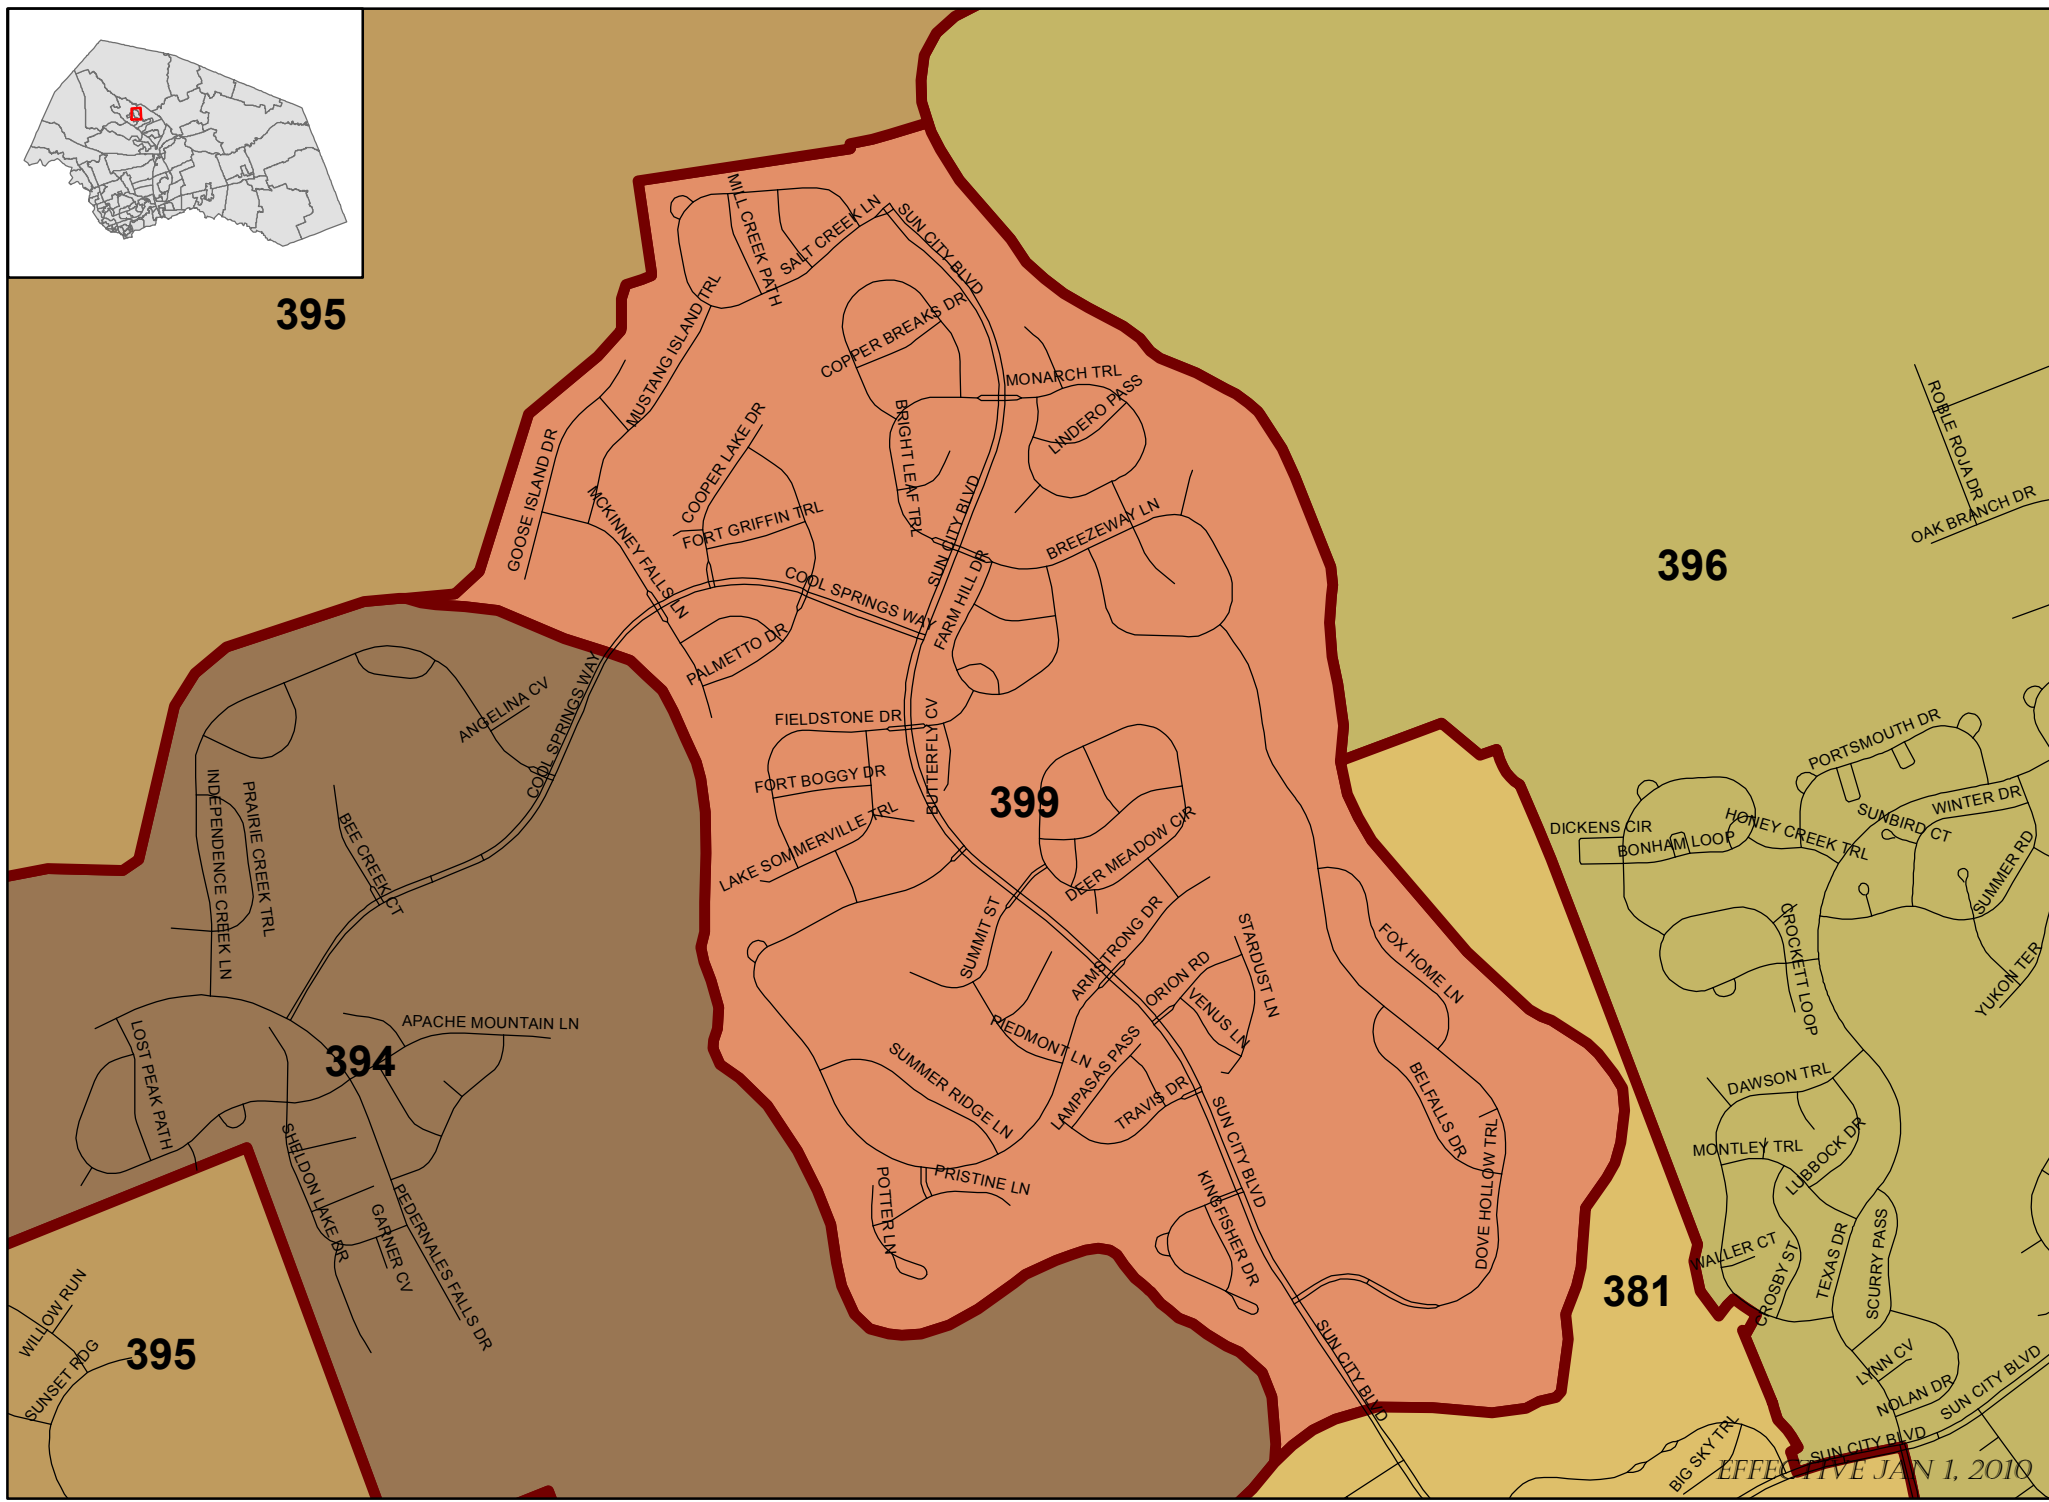 MILL CREEK PATH
SALT CREEK LN
SUN CITY BLVD
395
MUSTANG ISLAND TRL
COPPER BREAKS DR
MONARCH TRL
LINDERO PASS
BRIGHT LEAF TRL
COOPER LAKE DR
GOOSE ISLAND DR
MCKINNEY FALLS LN
FORT GRIFFIN TRL
SUN CITY BLVD
BREEZEWAY LN
ROBLE ROJA DR
OAK BRANCH DR
396
COOL SPRINGS WAY
FARM HILL DR
PALMETTO DR
ANGELINA CV
COOL SPRINGS WAY
FIELDSTONE DR
BUTTERFLY CV
FORT BOGGY DR
LAKE SOMMERVILLE TRL
399
DEER MEADOW CIR
INDEPENDENCE CREEK LN
PRAIRIE CREEK TRL
BEE CREEK CT
PORTSMOUTH DR
WINTER DR
DICKENS CIR
BONHAM LOOP
HONEY CREEK TRL
SUNBIRD CT
SUMMER RD
CROCKETT LOOP
YUKON TER
SUMMIT ST
ARMSTRONG DR
ORION RD
STARDUST LN
VENUS LN
FOX HOME LN
PIEDMONT LN
LAMPASAS PASS
SUMMER RIDGE LN
TRAVIS DR
SUN CITY BLVD
BELFALLS DR
DOVE HOLLOW TRL
APACHE MOUNTAIN LN
394
LOST PEAK PATH
SHELDON LAKE DR
GARNER CV
PEDERNALES FALLS DR
POTTER LN
PRISTINE LN
KINGFISHER DR
DAWSON TRL
MONTLEY TRL
LUBBOCK DR
WALLER CT
CROSBY ST
TEXAS DR
SCURRY PASS
381
WILLOW RUN
SUNSET RDG
395
SUN CITY BLVD
LYNN CV
NOLAN DR
SUN CITY BLVD
SUN CITY BLVD
BIG SKY TRL
EFFECTIVE JAN 1, 2010